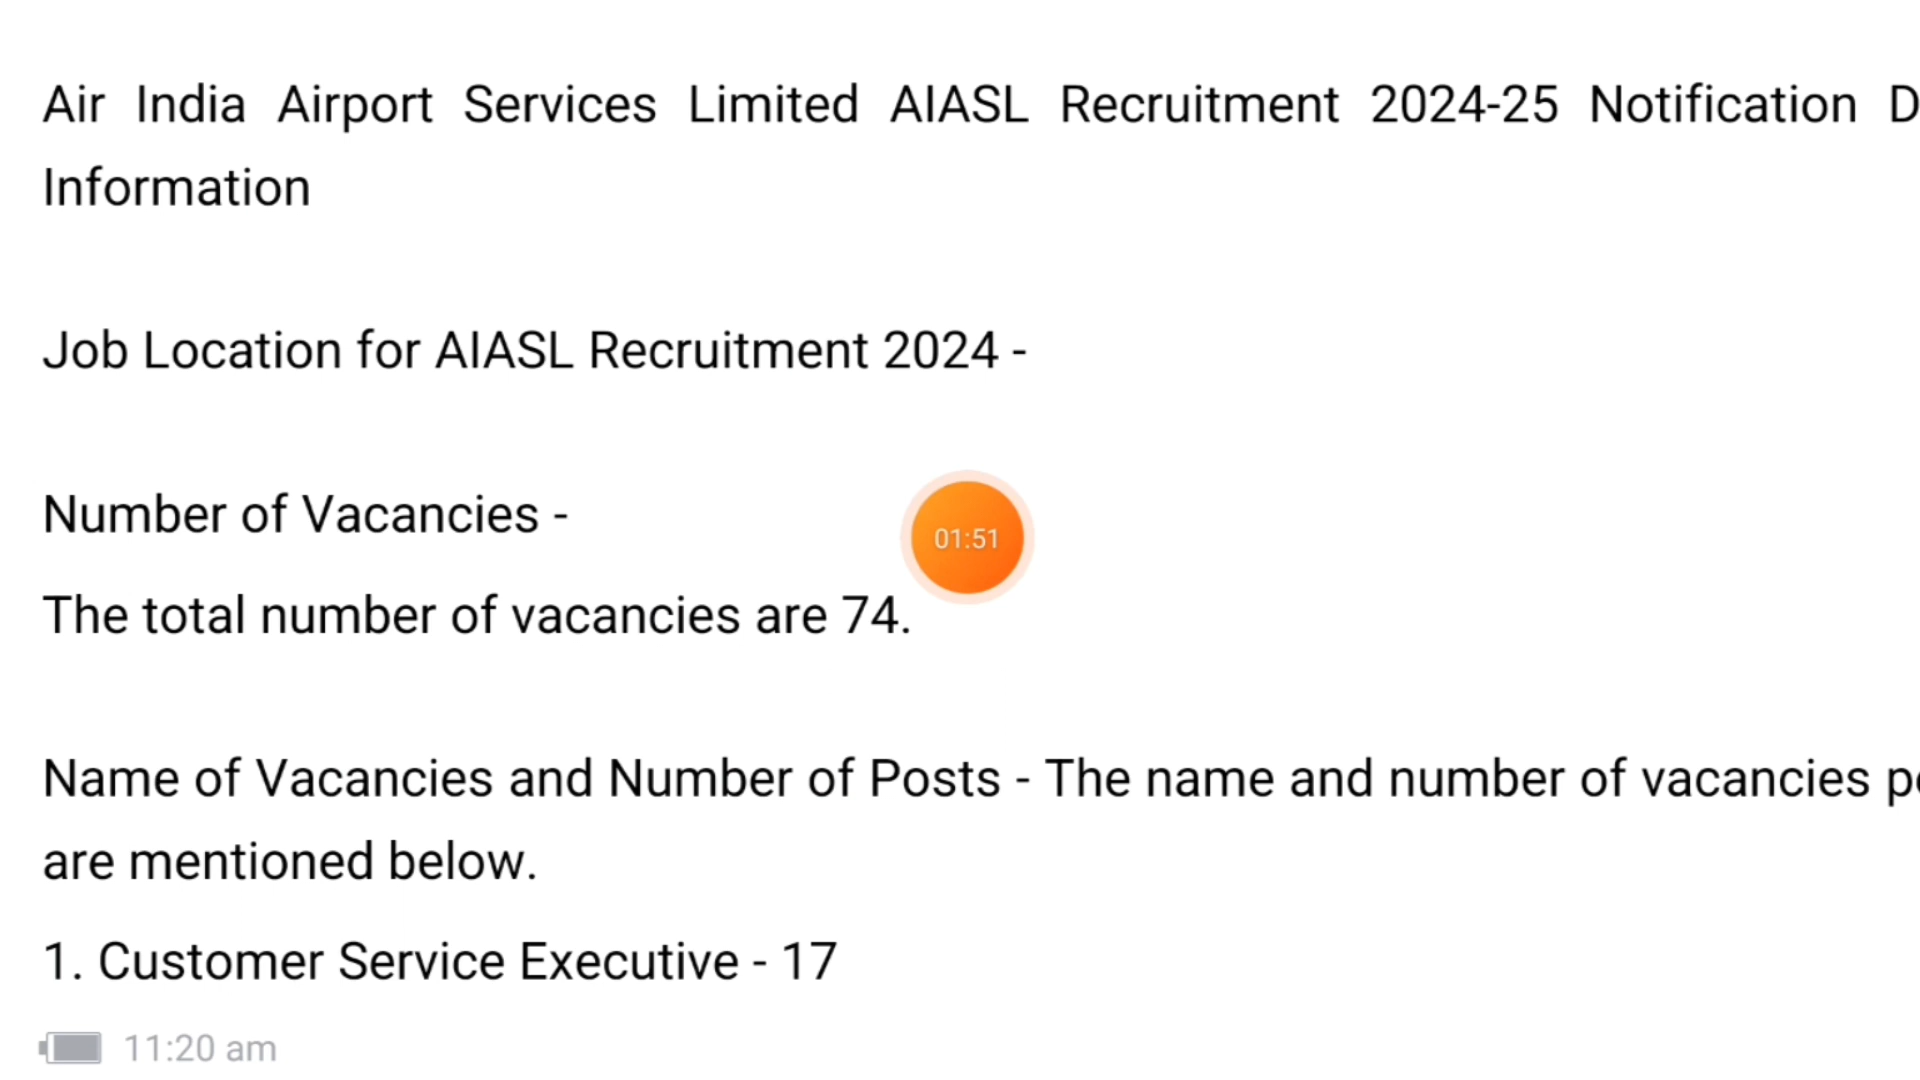 Air India Airport Services Limited AIASL Recruitment 2024-25 Notification
Information
Job Location for AIASL Recruitment 2024 -
Number of Vacancies -
01:51
The total number of vacancies are 74.
Name of Vacancies and Number of Posts - The name and number of vacancies
are mentioned below.
1. Customer Service Executive - 17
11:20 am